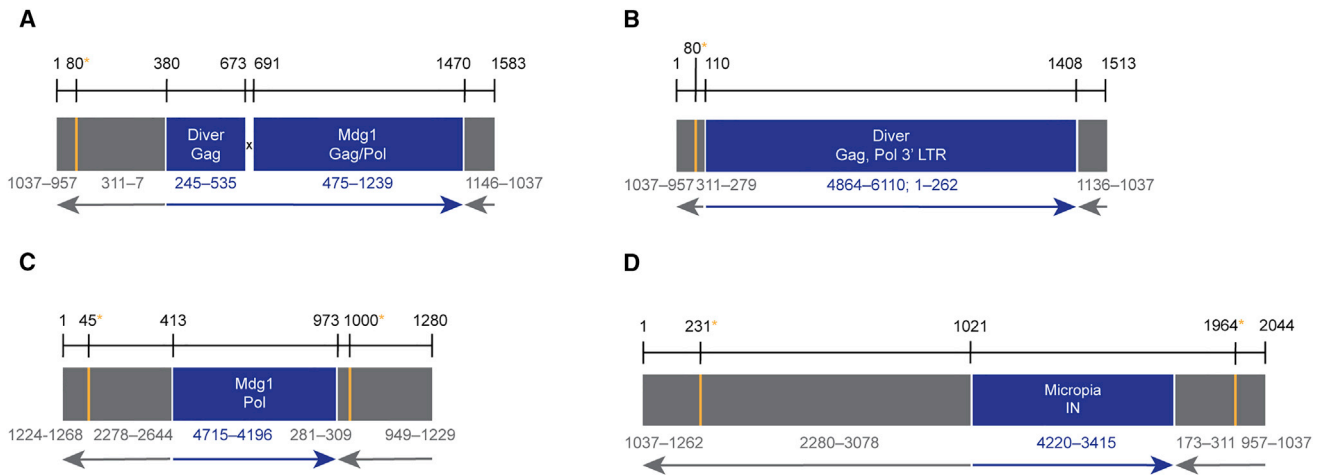 A
1 80* 380 673 691 1470 1583
Diver
Gag
x
Mdg1
Gag/Pol
1037–957 311–7 245–535 475–1239 1146–1037
B
80*
1 110 1408 1513
Diver
Gag, Pol 3' LTR
1037–957 311–279 4864–6110; 1–262 1136–1037
C
1 45* 413 973 1000* 1280
Mdg1
Pol
1224-1268 2278–2644 4715–4196 281–309 949–1229
D
1 231* 1021 1964* 2044
Micropia
IN
1037–1262 2280–3078 4220–3415 173–311 957–1037